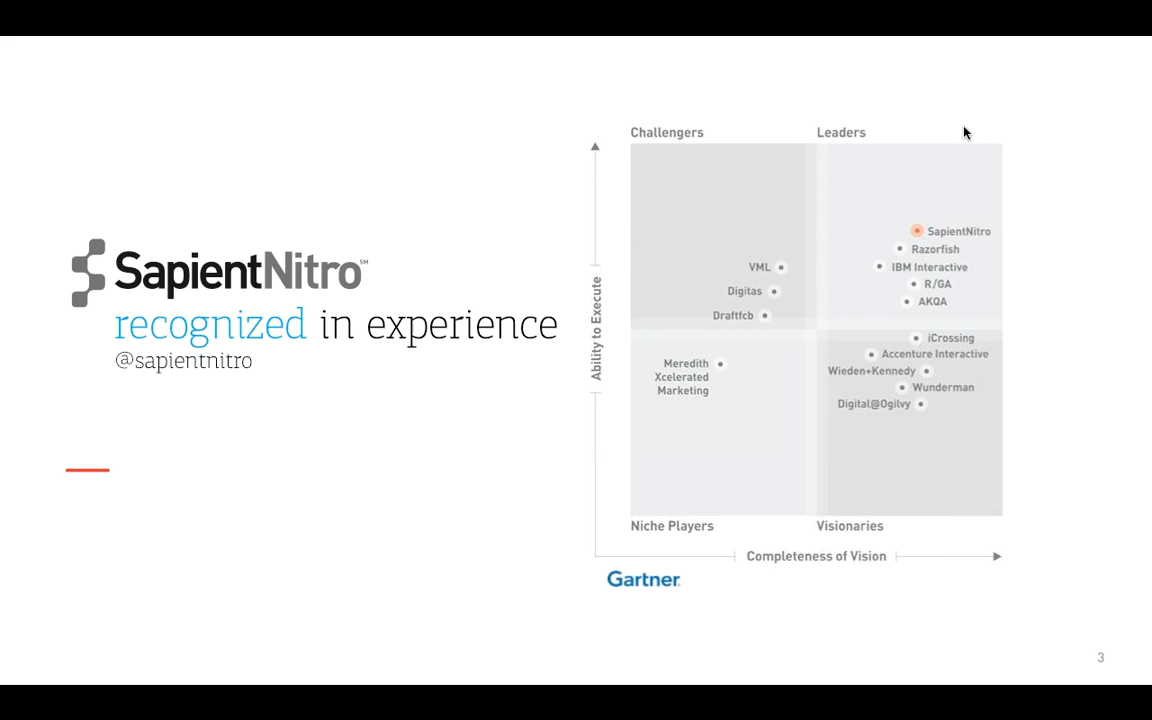 SapientNitro℠
recognized in experience
@sapientnitro
Challengers
Leaders
SapientNitro
Razorfish
VML
IBM Interactive
Digitas
R/GA
AKQA
Draftfcb
iCrossing
Accenture Interactive
Meredith
Xcelerated
Marketing
Wieden+Kennedy
Wunderman
Digital@Ogilvy
Ability to Execute
Niche Players
Visionaries
Completeness of Vision
Gartner
3